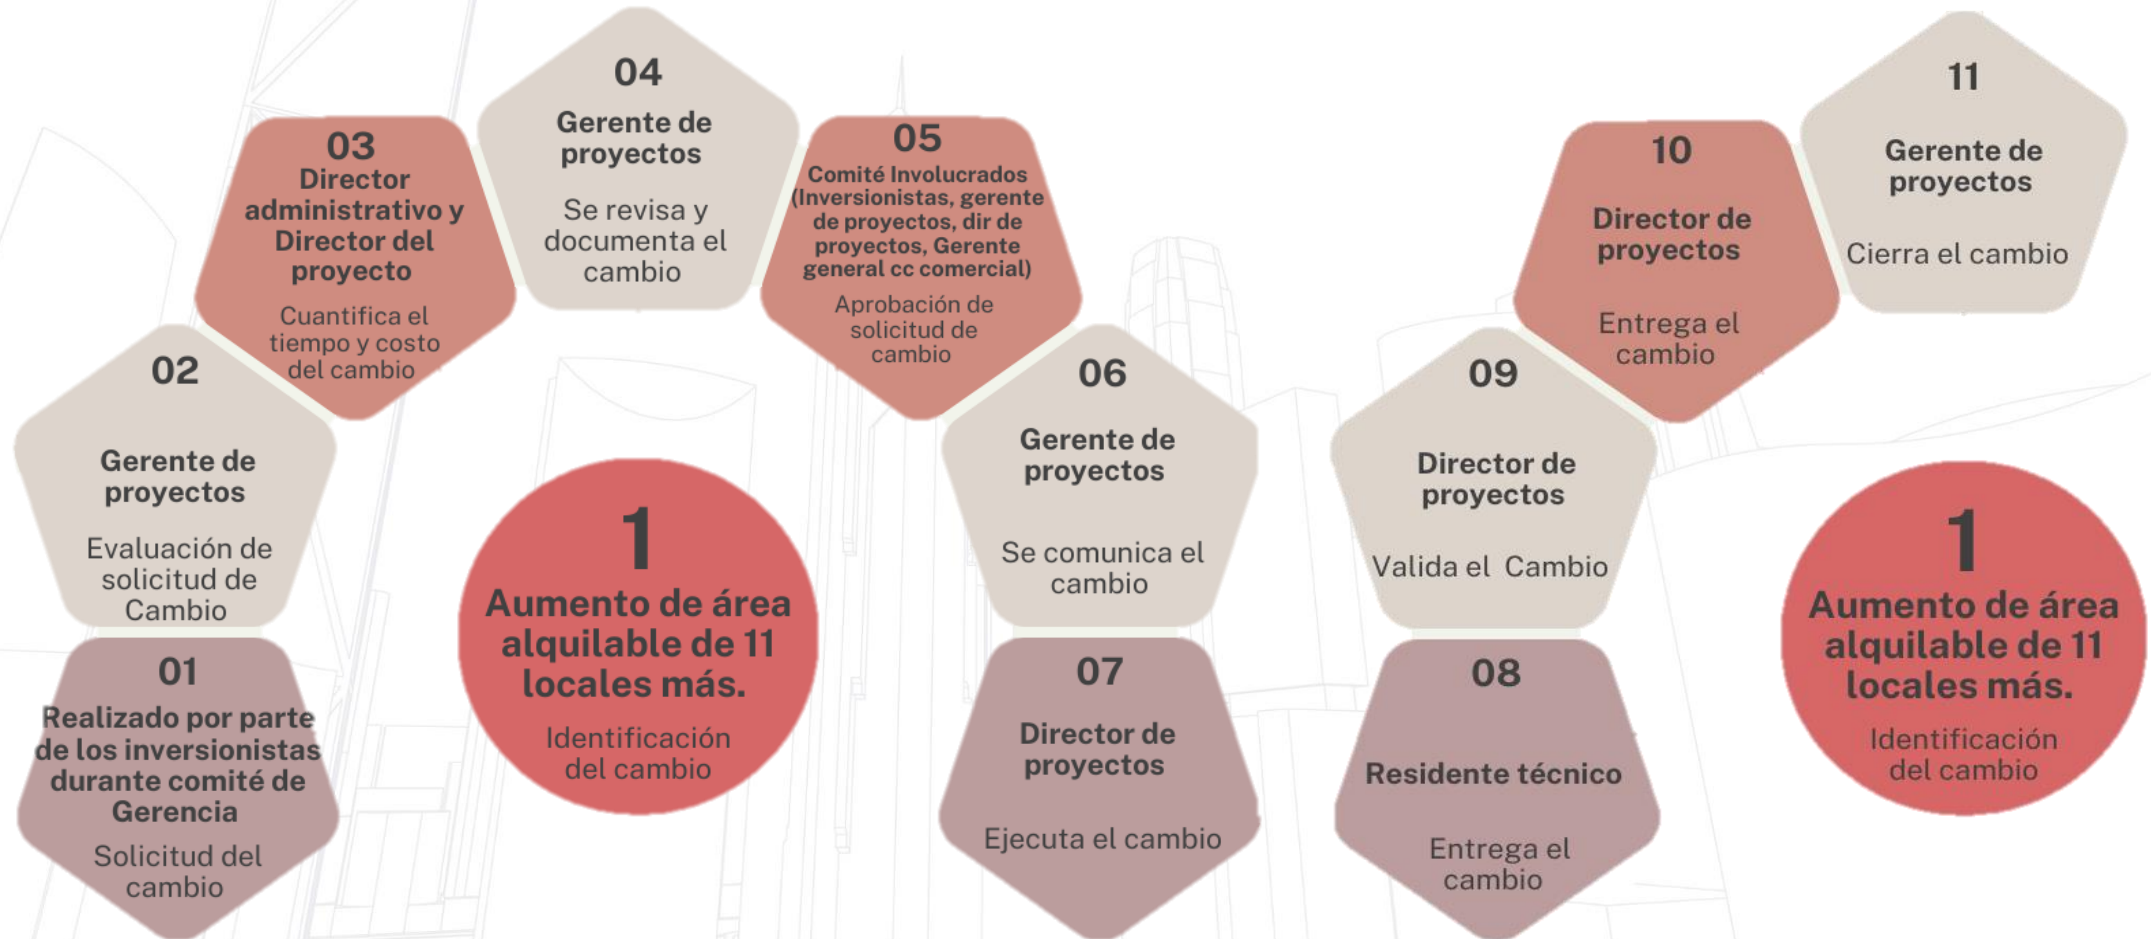 01
Realizado por parte
de los inversionistas
durante comité de
Gerencia
Solicitud del
cambio
02
Gerente de
proyectos
Evaluación de
solicitud de
Cambio
03
Director
administrativo y
Director del
proyecto
Cuantifica el
tiempo y costo
del cambio
04
Gerente de
proyectos
Se revisa y
documenta el
cambio
05
Comité Involucrados
(Inversionistas, gerente
de proyectos, dir de
proyectos, Gerente
general cc comercial)
Aprobación de
solicitud de
cambio
06
Gerente de
proyectos
Se comunica el
cambio
07
Director de
proyectos
Ejecuta el cambio
1
Aumento de área
alquilable de 11
locales más.
Identificación
del cambio
08
Residente técnico
Entrega el
cambio
09
Director de
proyectos
Valida el  Cambio
10
Director de
proyectos
Entrega el
cambio
11
Gerente de
proyectos
Cierra el cambio
1
Aumento de área
alquilable de 11
locales más.
Identificación
del cambio